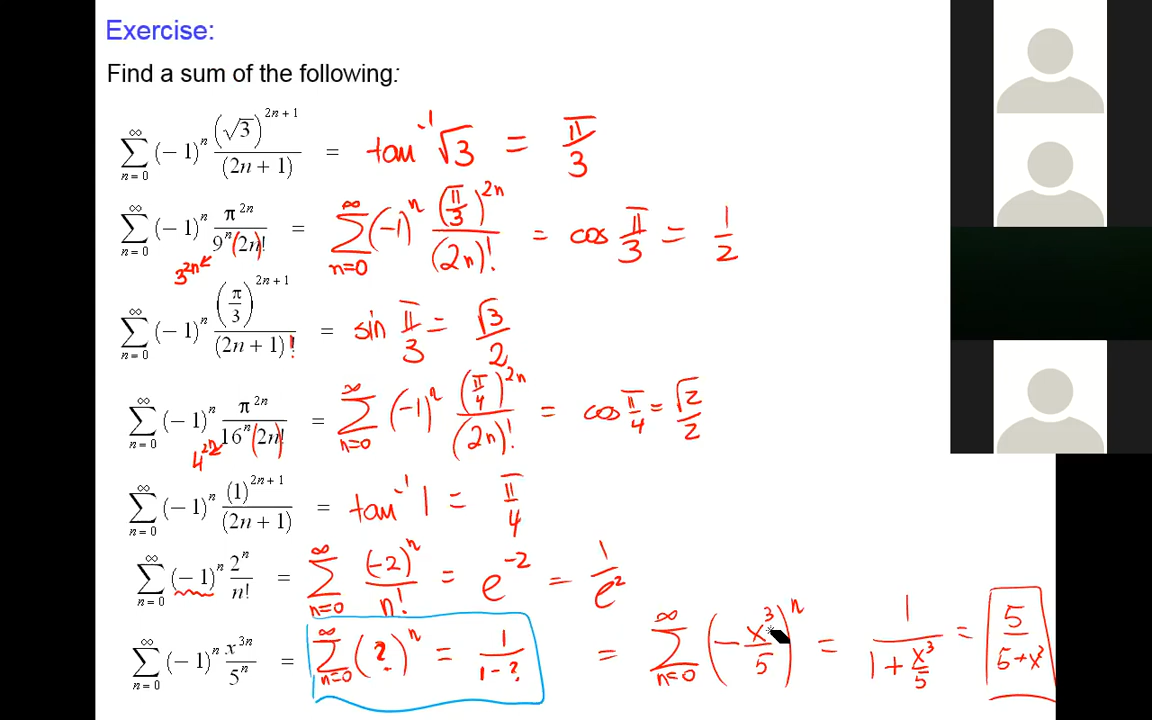 Exercise:
Find a sum of the following:
∞ ∑ n=0 (−1)^n (√3)^(2n+1) / (2n+1) = tan⁻¹ √3 = π/3
∞ ∑ n=0 (−1)^n π^(2n) / 9^n (2n)! = ∞ ∑ n=0 (−1)^n (π/3)^(2n) / (2n)! = cos π/3 = 1/2
3^(2n)
∞ ∑ n=0 (−1)^n (π/3)^(2n+1) / (2n+1)! = sin π/3 = √3/2
∞ ∑ n=0 (−1)^n π^(2n) / 16^n (2n)! = ∞ ∑ n=0 (−1)^n (π/4)^(2n) / (2n)! = cos π/4 = √2/2
4^(2n)
∞ ∑ n=0 (−1)^n (1)^(2n+1) / (2n+1) = tan⁻¹ 1 = π/4
∞ ∑ n=0 (−1)^n 2^n / n! = ∞ ∑ n=0 (−2)^n / n! = e^(−2) = 1/e²
∞ ∑ n=0 (−1)^n x^(3n) / 5^n = ∞ ∑ n=0 (?)^n = 1/(1−?) = ∞ ∑ n=0 (−x³/5)^n = 1/(1+x³/5) = 5/(5+x³)